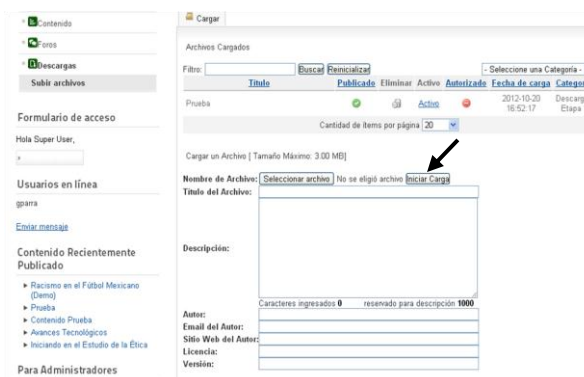 Contenido
Foros
Descargas
Subir archivos
Formulario de acceso
Hola Super User,
Usuarios en línea
gparra
Enviar mensaje
Contenido Recientemente
Publicado
Racismo en el Fútbol Mexicano
(Demo)
Prueba
Contenido Prueba
Avances Tecnológicos
Iniciando en el Estudio de la Ética
Para Administradores
Cargar
Archivos Cargados
Filtro: Buscar Reinicializar - Seleccione una Categoría -
Título Publicado Eliminar Activo Autorizado Fecha de carga Categor
Prueba Activo 2012-10-20 16:52:17 Descarg Etapa
Cantidad de ítems por página 20
Cargar un Archivo [ Tamaño Máximo: 3.00 MB]
Nombre de Archivo: Seleccionar archivo No se eligió archivo Iniciar Carga
Título del Archivo:
Descripción:
Caracteres ingresados 0 reservado para descripción 1000
Autor:
Email del Autor:
Sitio Web del Autor:
Licencia:
Versión: